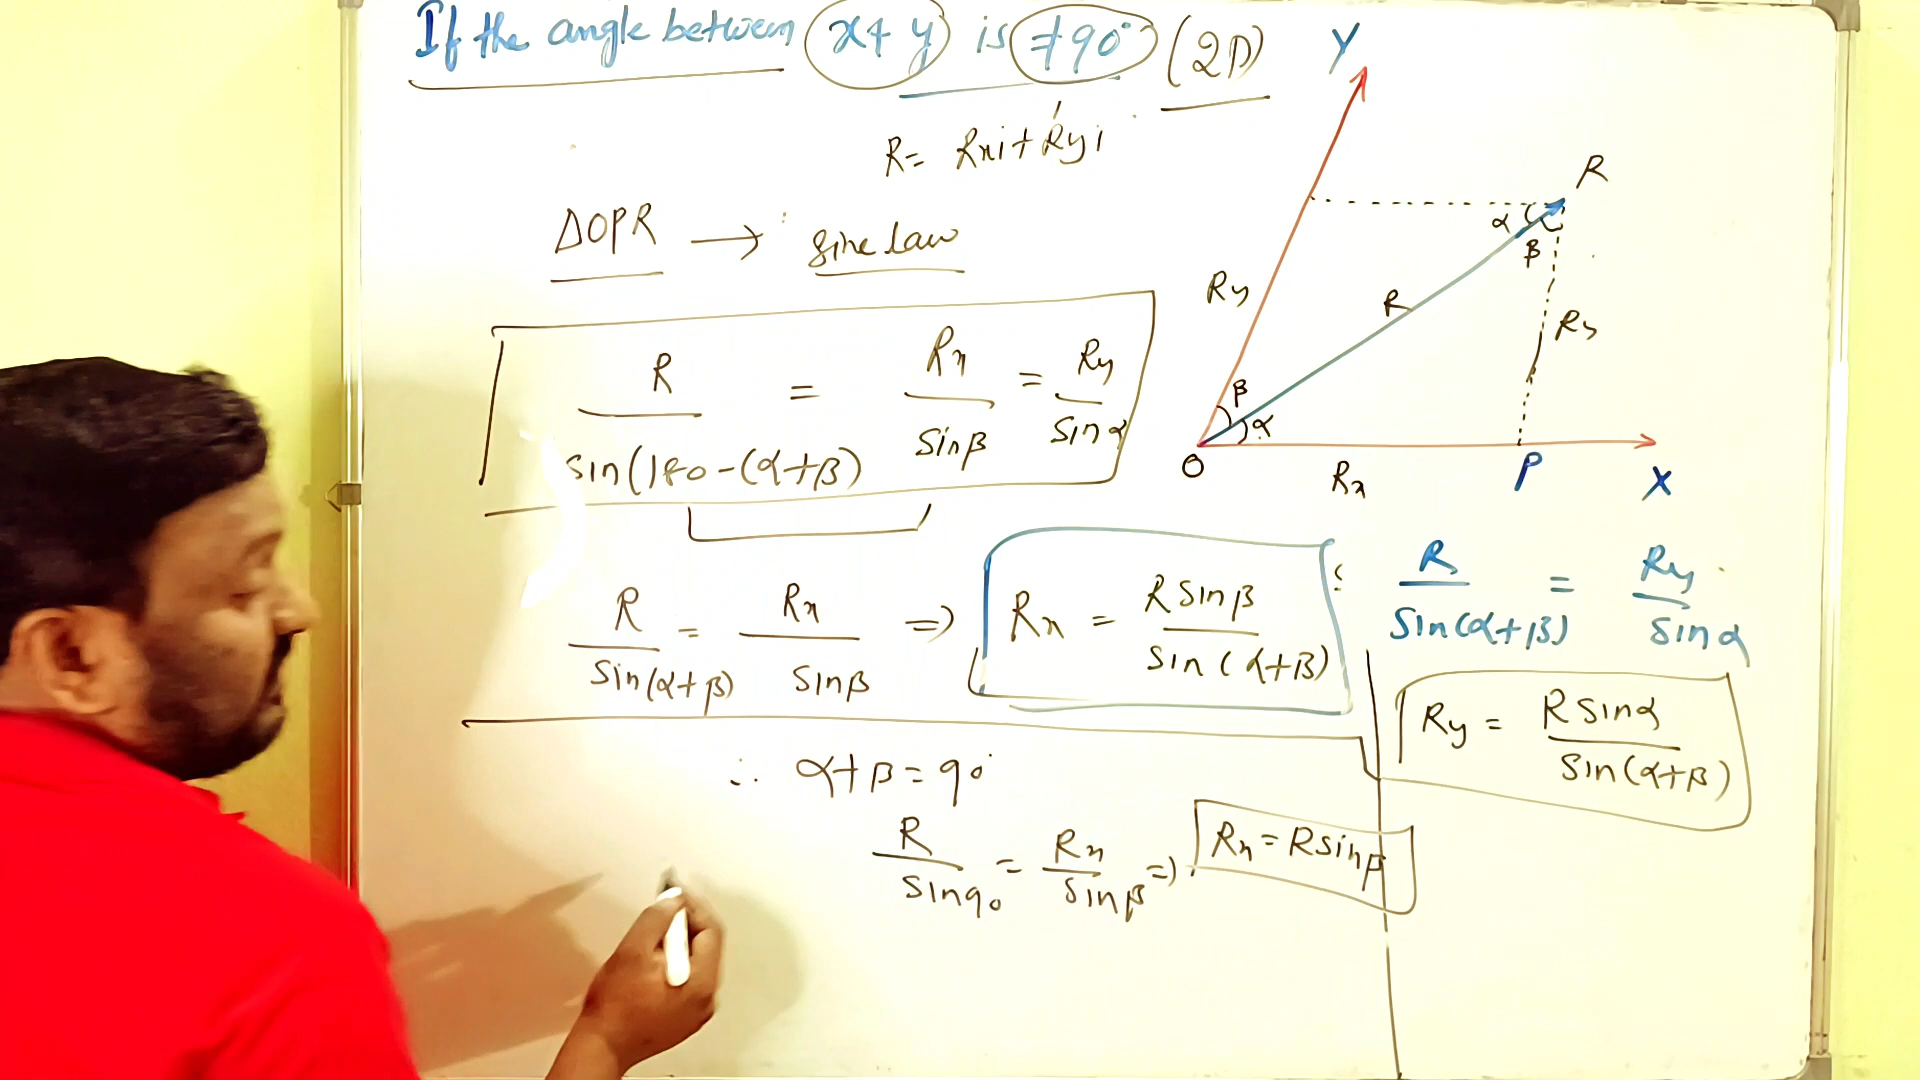 If the angle between x & y is ≠90° (2D)
R= Rxi+Ryj
ΔOPR → sine law
R / sin(180-(α+β) = Rx / sinβ = Ry / sinα
R / sin(α+β) = Rx / sinβ => Rx = R sinβ / sin(α+β)
∴ α+β=90°
R / sin90 = Rx / sinβ => Rx = Rsinβ
Y
R
α
β
Ry
R
Ry
β
α
O
Rx
P
X
R / sin(α+β) = Ry / sinα
Ry = R sinα / sin(α+β)